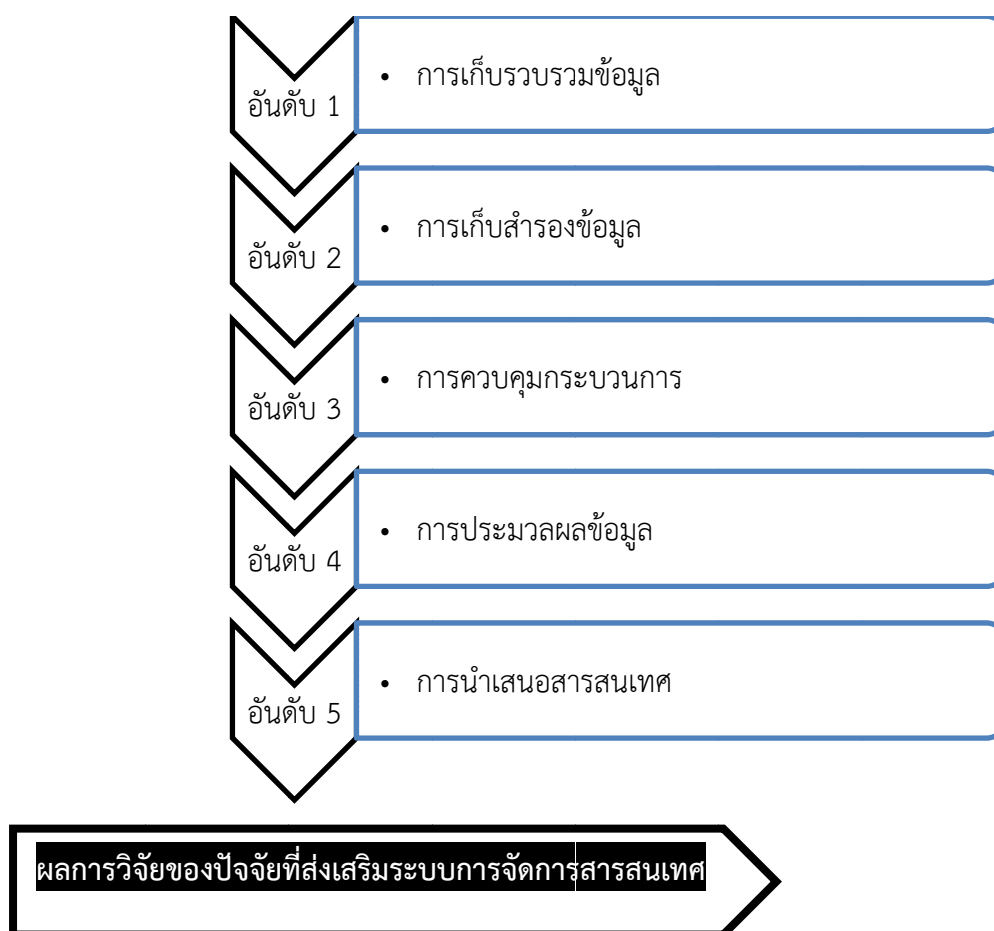 อันดับ 1
• การเก็บรวบรวมข้อมูล
อันดับ 2
• การเก็บสำรองข้อมูล
อันดับ 3
• การควบคุมกระบวนการ
อันดับ 4
• การประมวลผลข้อมูล
อันดับ 5
• การนำเสนอสารสนเทศ
ผลการวิจัยของปัจจัยที่ส่งเสริมระบบการจัดการสารสนเทศ